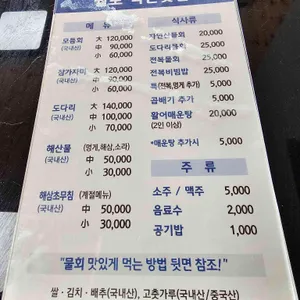 메 뉴
모듬회 大 120,000
(국내산) 中 90,000
小 60,000
참가자미 大 120,000
(국내산) 中 90,000
小 60,000
도다리 大 140,000
(국내산) 中 100,000
小 70,000
해산물 (멍게,해삼,소라)
(국내산) 中 50,000
小 30,000
해삼초무침 (계절메뉴)
(국내산) 中 50,000
小 30,000
식사류
자연산물회 20,000
도다리물회 25,000
전복물회 25,000
전복비빔밥 25,000
특(전복,멍게 추가) 5,000
곱배기 추가 5,000
활어매운탕 20,000
(2인 이상)
*매운탕 추가시 5,000
주 류
소주 / 맥주 5,000
음료수 2,000
공기밥 1,000
"물회 맛있게 먹는 방법 뒷면 참조!"
쌀·김치·배추(국내산), 고춧가루(국내산/중국산)